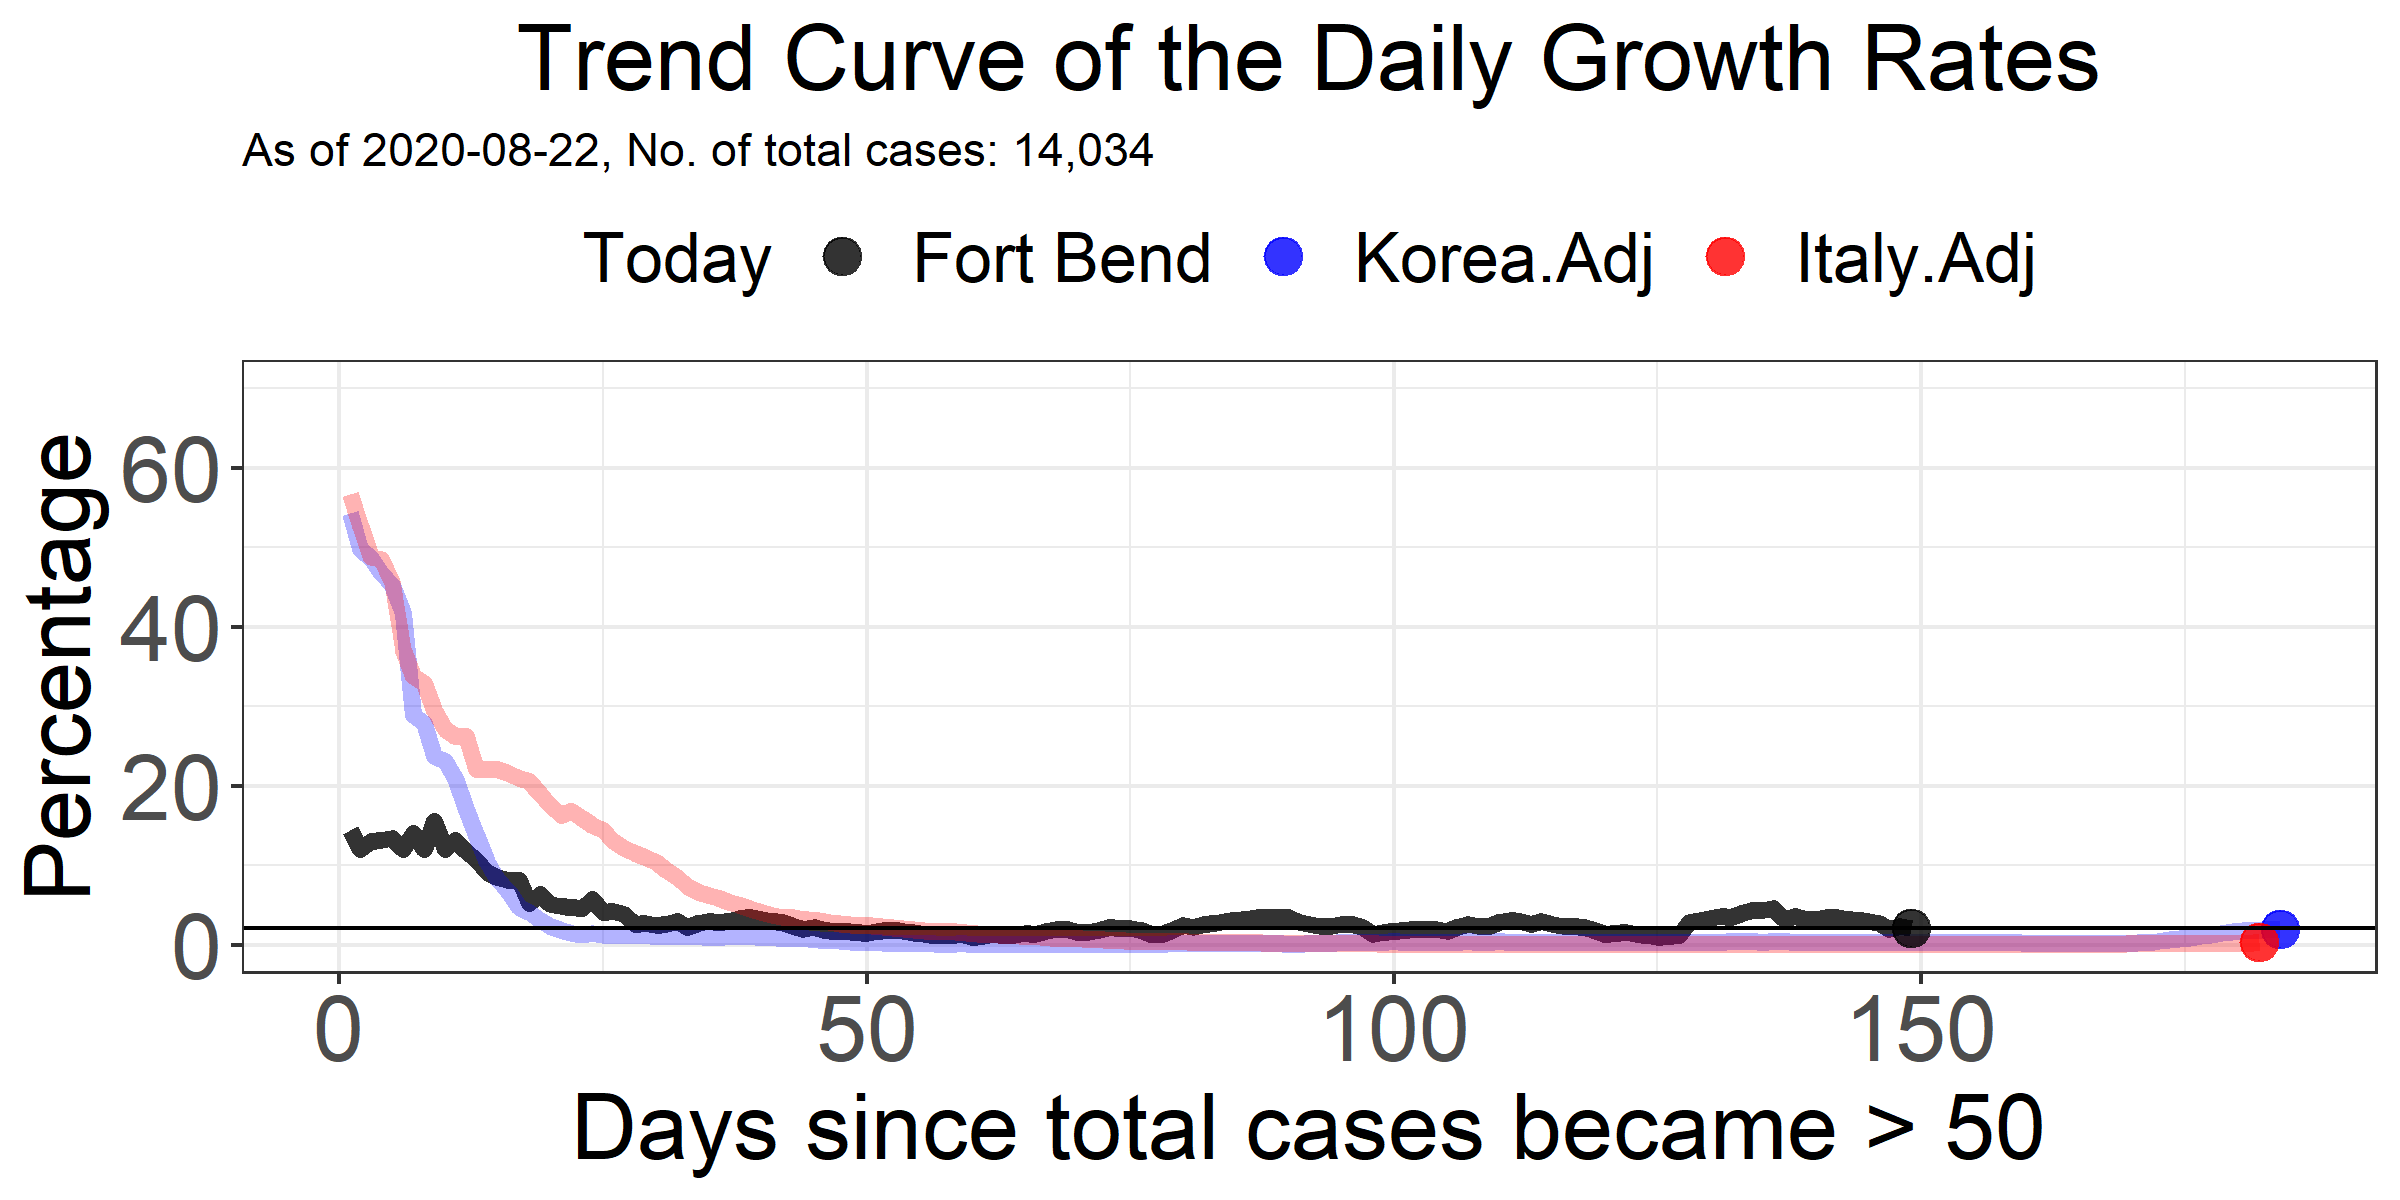 Trend Curve of the Daily Growth Rates
As of 2020-08-22, No. of total cases: 14,034
Today Fort Bend Korea.Adj Italy.Adj
Percentage
60
40
20
0
0 50 100 150
Days since total cases became > 50